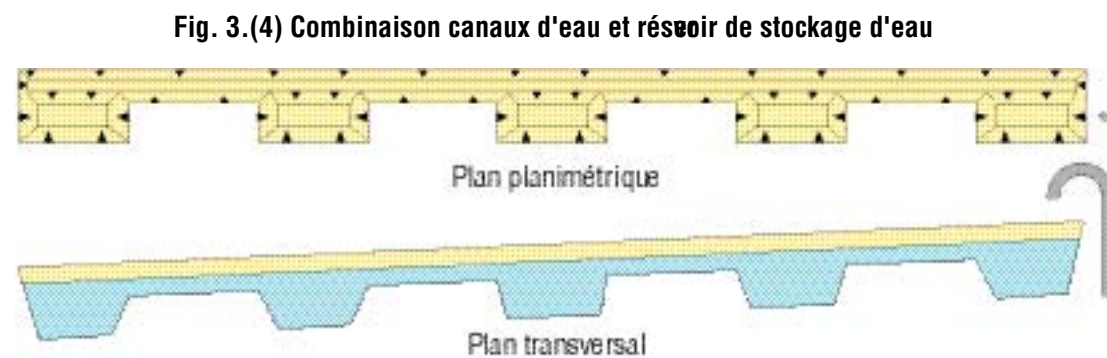 Fig. 3.(4) Combinaison canaux d'eau et réservoir de stockage d'eau
Plan planimétrique
Plan transversal